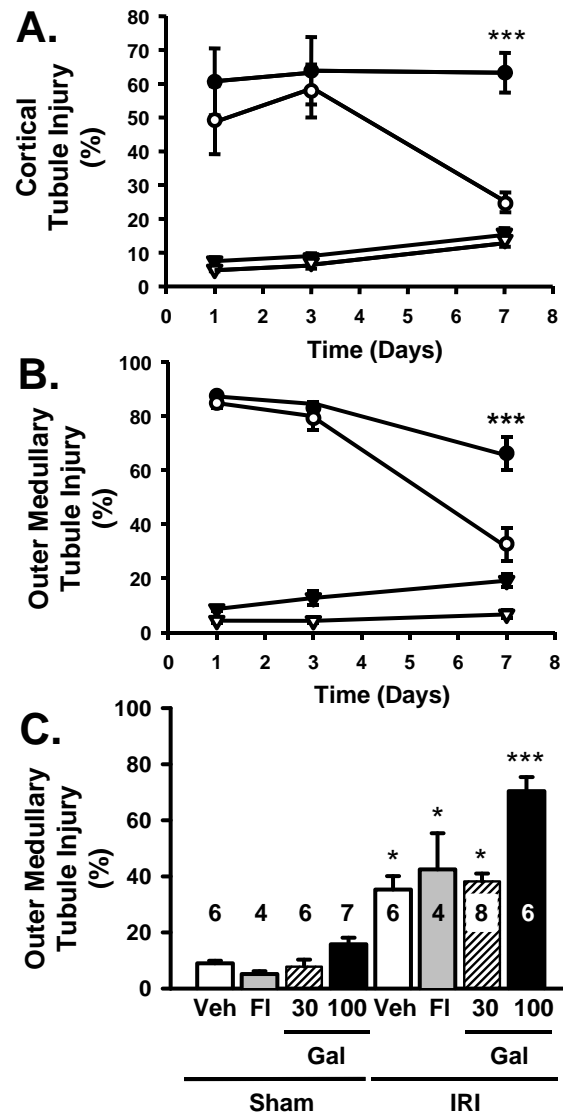 A.
Cortical
Tubule Injury
(%)
80
70
60
50
40
30
20
10
0
***
0 1 2 3 4 5 6 7 8
Time (Days)
B.
Outer Medullary
Tubule Injury
(%)
100
80
60
40
20
0
***
0 1 2 3 4 5 6 7 8
Time (Days)
C.
Outer Medullary
Tubule Injury
(%)
100
80
60
40
20
0
* * * ***
6 4 6 7 6 4 8 6
Veh Fl 30 100 Veh Fl 30 100
Gal Gal
Sham IRI